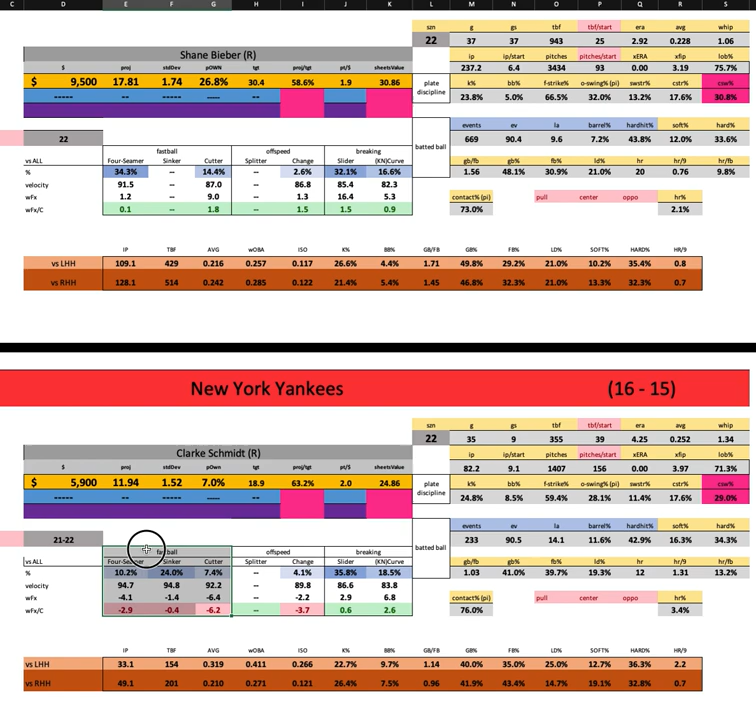 C D E F G H I J K L M N O P Q R S
szn g gs tbf tbf/start era avg whip
22 37 37 943 25 2.92 0.228 1.06
Shane Bieber (R) ip ip/start pitches pitches/start xERA xfip lob%
$ proj stdDev pOWN tgt proj/tgt pt/$ sheetsValue 237.2 6.4 3434 93 0.00 3.19 75.7%
$ 9,500 17.81 1.74 26.8% 30.4 58.6% 1.9 30.86 plate discipline k% bb% f-strike% o-swing% (pi) swstr% cstr% csw%
----- -- -- ---- -- 23.8% 5.0% 66.5% 32.0% 13.2% 17.6% 30.8%
events ev la barrel% hardhit% soft% hard%
22 batted ball 669 90.4 9.6 7.2% 43.8% 12.0% 33.6%
fastball offspeed breaking
vs ALL Four-Seamer Sinker Cutter Splitter Change Slider (KN)Curve gb/fb gb% fb% ld% hr hr/9 hr/fb
% 34.3% -- 14.4% -- 2.6% 32.1% 16.6% 1.56 48.1% 30.9% 21.0% 20 0.76 9.8%
velocity 91.5 -- 87.0 -- 86.8 85.4 82.3
wFx 1.2 -- 9.0 -- 1.3 16.4 5.3 contact% (pi) pull center oppo hr%
wFx/C 0.1 -- 1.8 -- 1.5 1.5 0.9 73.0% 2.1%
IP TBF AVG wOBA ISO K% BB% GB/FB GB% FB% LD% SOFT% HARD% HR/9
vs LHH 109.1 429 0.216 0.257 0.117 26.6% 4.4% 1.71 49.8% 29.2% 21.0% 10.2% 35.4% 0.8
vs RHH 128.1 514 0.242 0.285 0.122 21.4% 5.4% 1.45 46.8% 32.3% 21.0% 13.3% 32.3% 0.7
New York Yankees (16 - 15)
szn g gs tbf tbf/start era avg whip
22 35 9 355 39 4.25 0.252 1.34
Clarke Schmidt (R) ip ip/start pitches pitches/start xERA xfip lob%
$ proj stdDev pOwn tgt proj/tgt pt/$ sheetsValue 82.2 9.1 1407 156 0.00 3.97 71.3%
$ 5,900 11.94 1.52 7.0% 18.9 63.2% 2.0 24.86 plate discipline k% bb% f-strike% o-swing% (pi) swstr% cstr% csw%
----- -- -- ---- -- 24.8% 8.5% 59.4% 28.1% 11.4% 17.6% 29.0%
events ev la barrel% hardhit% soft% hard%
21-22 batted ball 233 90.5 14.1 11.6% 42.9% 16.3% 34.3%
fastball offspeed breaking
vs ALL Four-Seamer Sinker Cutter Splitter Change Slider (KN)Curve gb/fb gb% fb% ld% hr hr/9 hr/fb
% 10.2% 24.0% 7.4% -- 4.1% 35.8% 18.5% 1.03 41.0% 39.7% 19.3% 12 1.31 13.2%
velocity 94.7 94.8 92.2 -- 89.8 86.6 83.8
wFx -4.1 -1.4 -6.4 -- -2.2 2.9 6.8 contact% (pi) pull center oppo hr%
wFx/C -2.9 -0.4 -6.2 -- -3.7 0.6 2.6 76.0% 3.4%
IP TBF AVG wOBA ISO K% BB% GB/FB GB% FB% LD% SOFT% HARD% HR/9
vs LHH 33.1 154 0.319 0.411 0.266 22.7% 9.7% 1.14 40.0% 35.0% 25.0% 12.7% 36.3% 2.2
vs RHH 49.1 201 0.210 0.271 0.121 26.4% 7.5% 0.96 41.9% 43.4% 14.7% 19.1% 32.8% 0.7